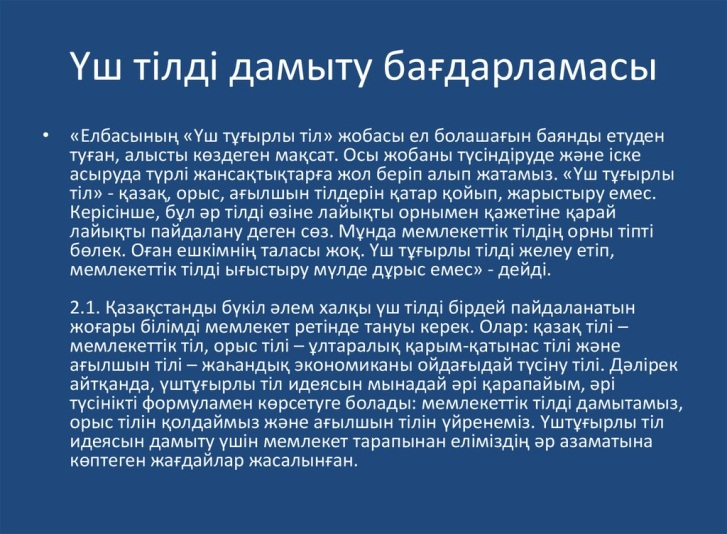 Үш тілді дамыту бағдарламасы
• «Елбасының «Үш тұғырлы тіл» жобасы ел болашағын баянды етуден
туған, алысты көздеген мақсат. Осы жобаны түсіндіруде және іске
асыруда түрлі жансақтықтарға жол беріп алып жатамыз. «Үш тұғырлы
тіл» - қазақ, орыс, ағылшын тілдерін қатар қойып, жарыстыру емес.
Керісінше, бұл әр тілді өзіне лайықты орнымен қажетіне қарай
лайықты пайдалану деген сөз. Мұнда мемлекеттік тілдің орны тіпті
бөлек. Оған ешкімнің таласы жоқ. Үш тұғырлы тілді желеу етіп,
мемлекеттік тілді ығыстыру мүлде дұрыс емес» - дейді.
2.1. Қазақстанды бүкіл әлем халқы үш тілді бірдей пайдаланатын
жоғары білімді мемлекет ретінде тануы керек. Олар: қазақ тілі –
мемлекеттік тіл, орыс тілі – ұлтаралық қарым-қатынас тілі және
ағылшын тілі – жаһандық экономиканы ойдағыдай түсіну тілі. Дәлірек
айтқанда, үштұғырлы тіл идеясын мынадай әрі қарапайым, әрі
түсінікті формуламен көрсетуге болады: мемлекеттік тілді дамытамыз,
орыс тілін қолдаймыз және ағылшын тілін үйренеміз. Үштұғырлы тіл
идеясын дамыту үшін мемлекет тарапынан еліміздің әр азаматына
көптеген жағдайлар жасалынған.